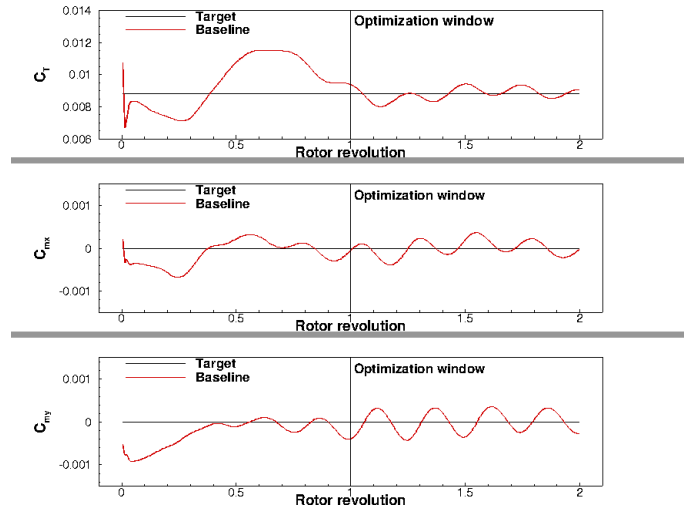 0.014
Target
Baseline
Optimization window
0.012
C_T
0.01
0.008
0.006
0 0.5 1 1.5 2
Rotor revolution
Target
Baseline
Optimization window
0.001
C_mx
0
-0.001
0 0.5 1 1.5 2
Rotor revolution
Target
Baseline
Optimization window
0.001
C_my
0
-0.001
0 0.5 1 1.5 2
Rotor revolution